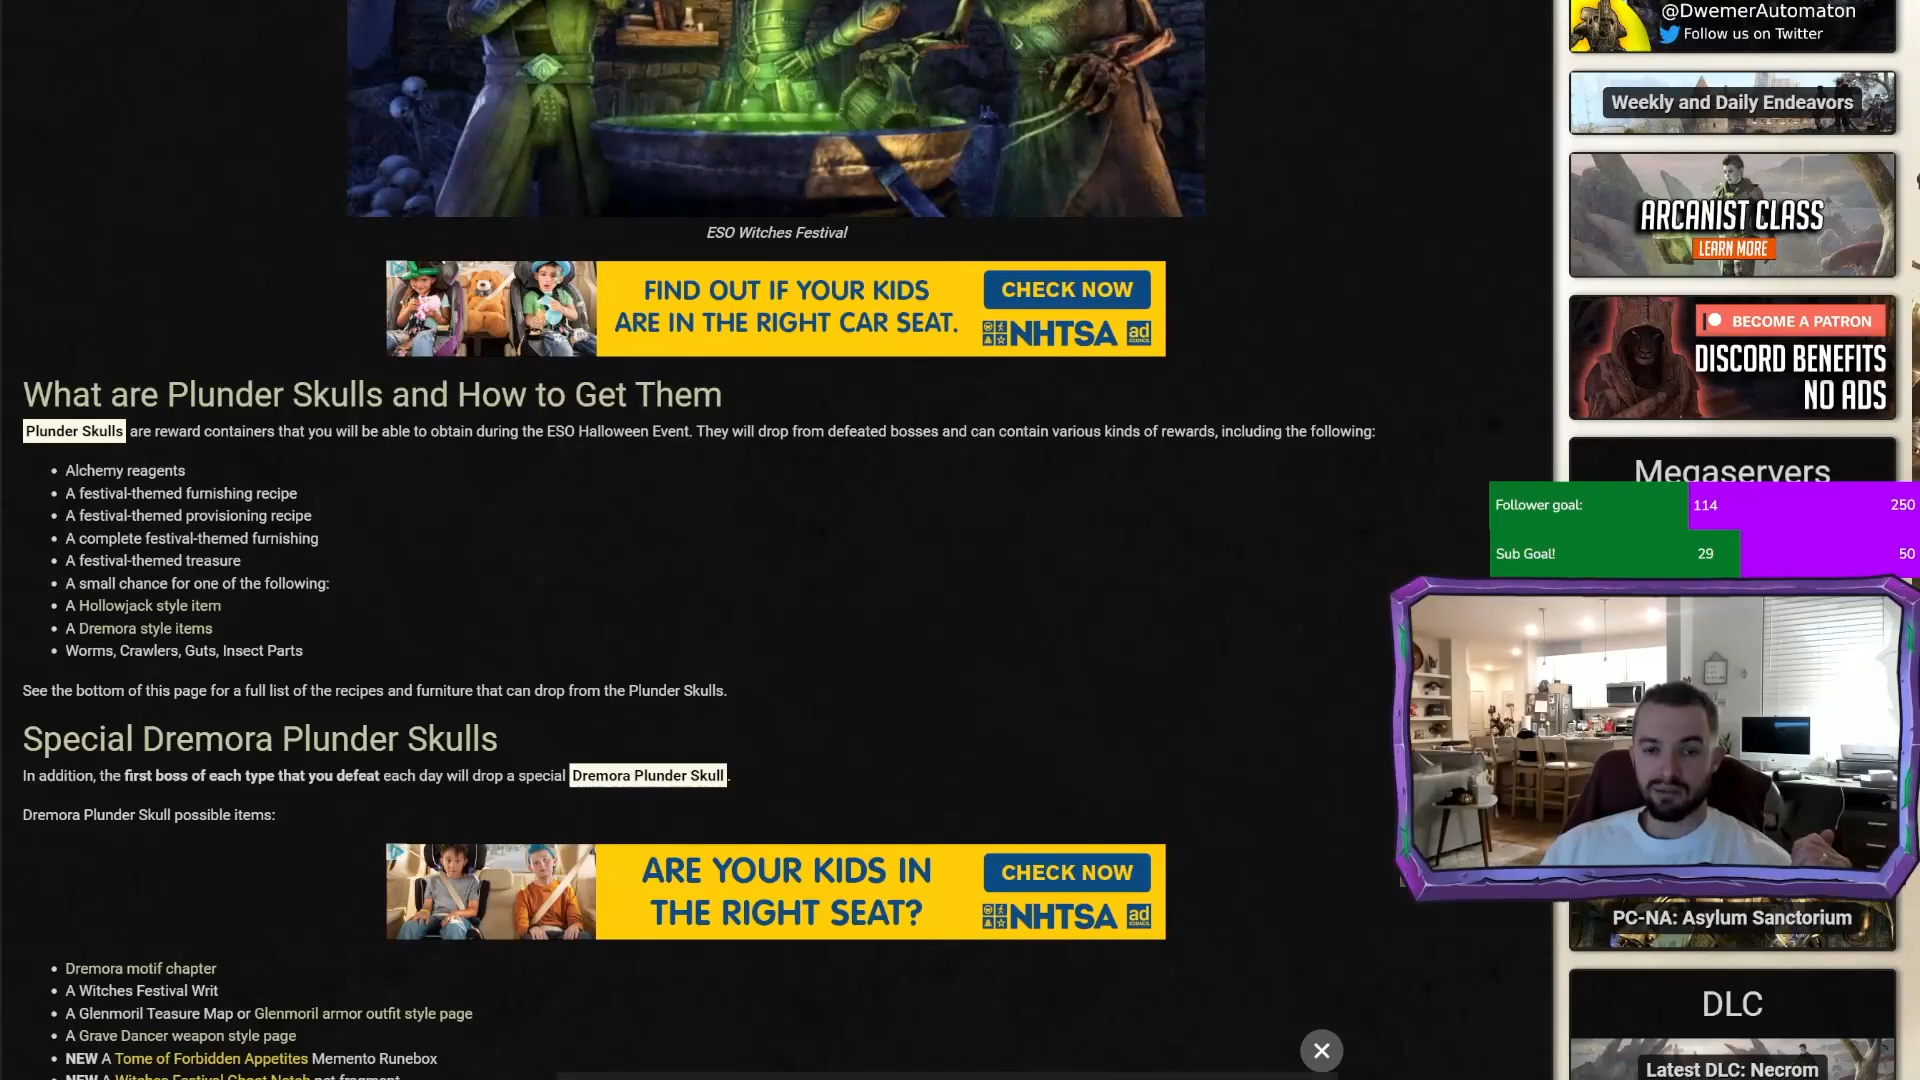 @DwemerAutomaton
Follow us on Twitter
Weekly and Daily Endeavors
ARCANIST CLASS
LEARN MORE
BECOME A PATRON
DISCORD BENEFITS
NO ADS
Megaservers
Follower goal: 114 250
Sub Goal! 29 50
PC-NA: Asylum Sanctorium
DLC
Latest DLC: Necrom
ESO Witches Festival
FIND OUT IF YOUR KIDS
ARE IN THE RIGHT CAR SEAT.
CHECK NOW
NHTSA ad
What are Plunder Skulls and How to Get Them
Plunder Skulls are reward containers that you will be able to obtain during the ESO Halloween Event. They will drop from defeated bosses and can contain various kinds of rewards, including the following:
Alchemy reagents
A festival-themed furnishing recipe
A festival-themed provisioning recipe
A complete festival-themed furnishing
A festival-themed treasure
A small chance for one of the following:
A Hollowjack style item
A Dremora style items
Worms, Crawlers, Guts, Insect Parts
See the bottom of this page for a full list of the recipes and furniture that can drop from the Plunder Skulls.
Special Dremora Plunder Skulls
In addition, the first boss of each type that you defeat each day will drop a special Dremora Plunder Skull.
Dremora Plunder Skull possible items:
ARE YOUR KIDS IN
THE RIGHT SEAT?
CHECK NOW
NHTSA ad
Dremora motif chapter
A Witches Festival Writ
A Glenmoril Teasure Map or Glenmoril armor outfit style page
A Grave Dancer weapon style page
NEW A Tome of Forbidden Appetites Memento Runebox
NEW A Witches Festival Ghost Netch pet fragment